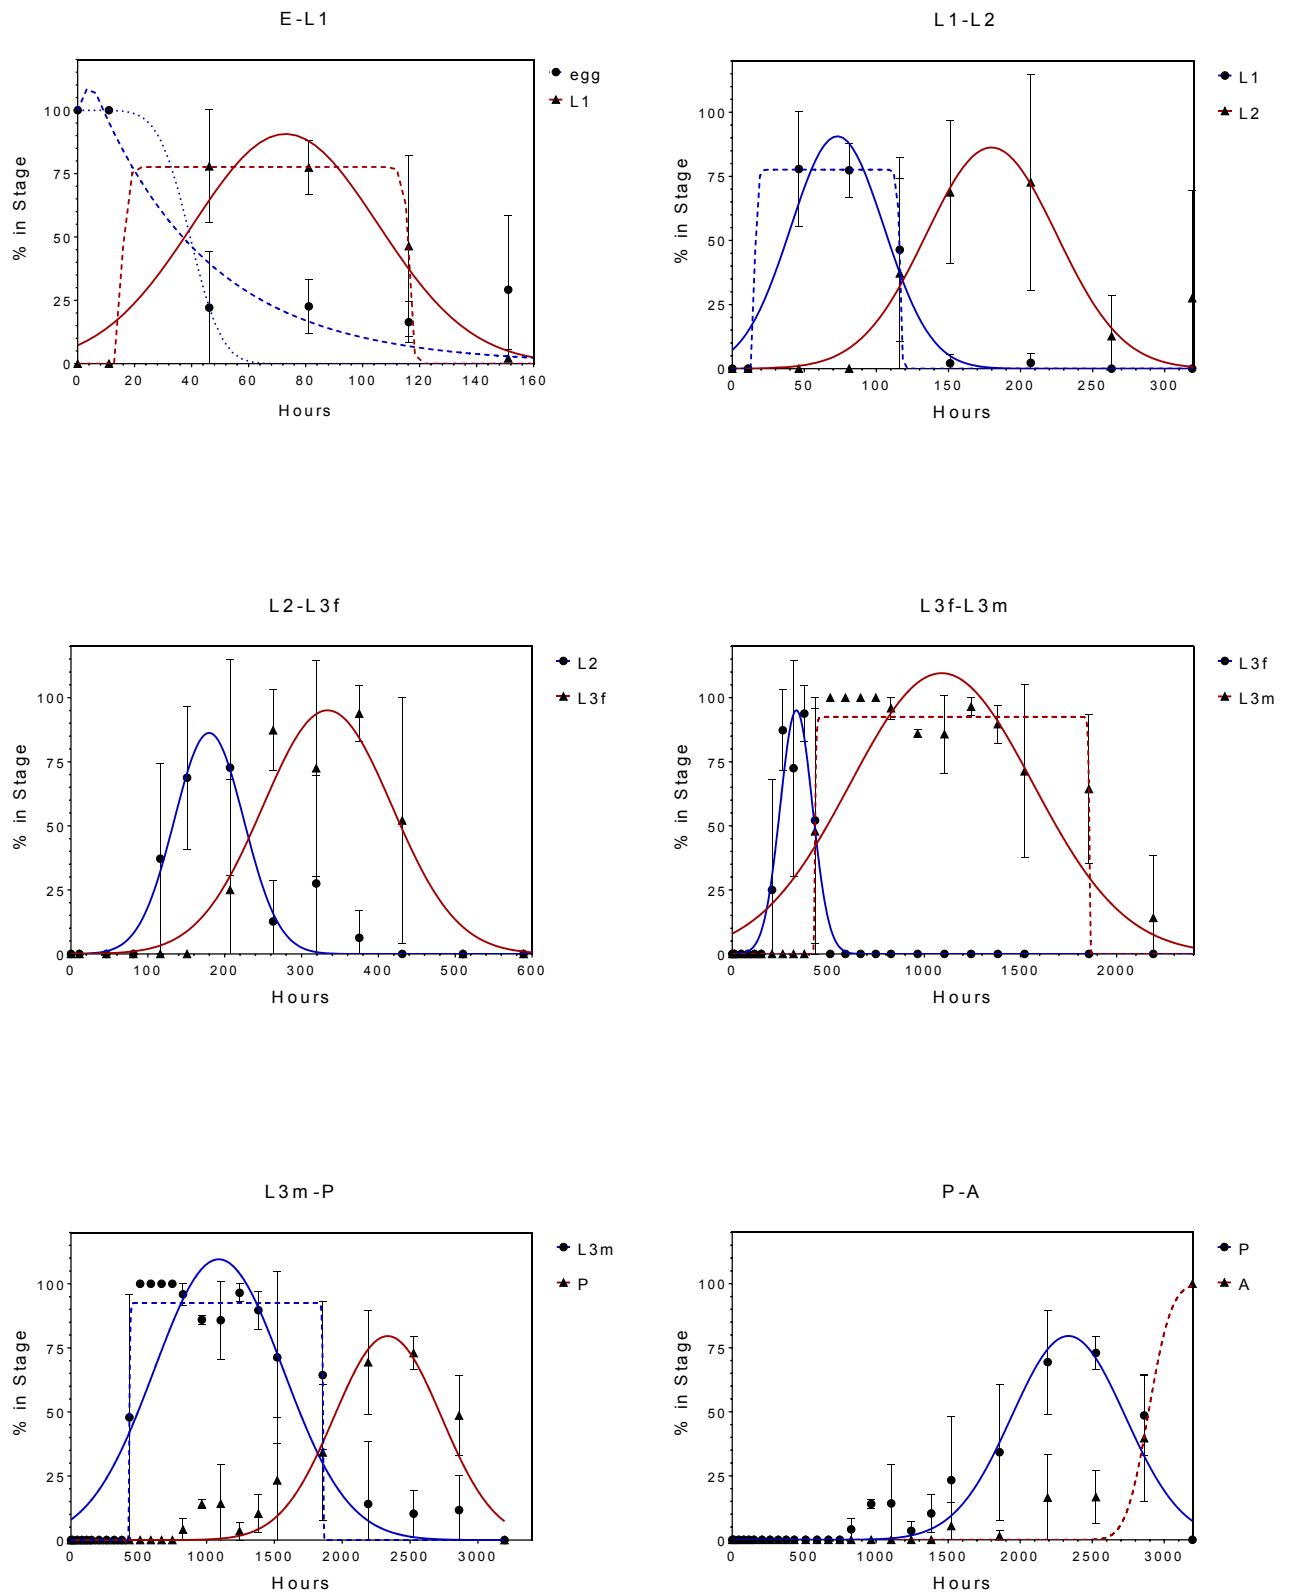 E-L1
% in Stage
100
75
50
25
0
0 20 40 60 80 100 120 140 160
Hours
egg
L1
L1-L2
% in Stage
100
75
50
25
0
0 50 100 150 200 250 300
Hours
L1
L2
L2-L3f
% in Stage
100
75
50
25
0
0 100 200 300 400 500 600
Hours
L2
L3f
L3f-L3m
% in Stage
100
75
50
25
0
0 500 1000 1500 2000
Hours
L3f
L3m
L3m-P
% in Stage
100
75
50
25
0
0 500 1000 1500 2000 2500 3000
Hours
L3m
P
P-A
% in Stage
100
75
50
25
0
0 500 1000 1500 2000 2500 3000
Hours
P
A